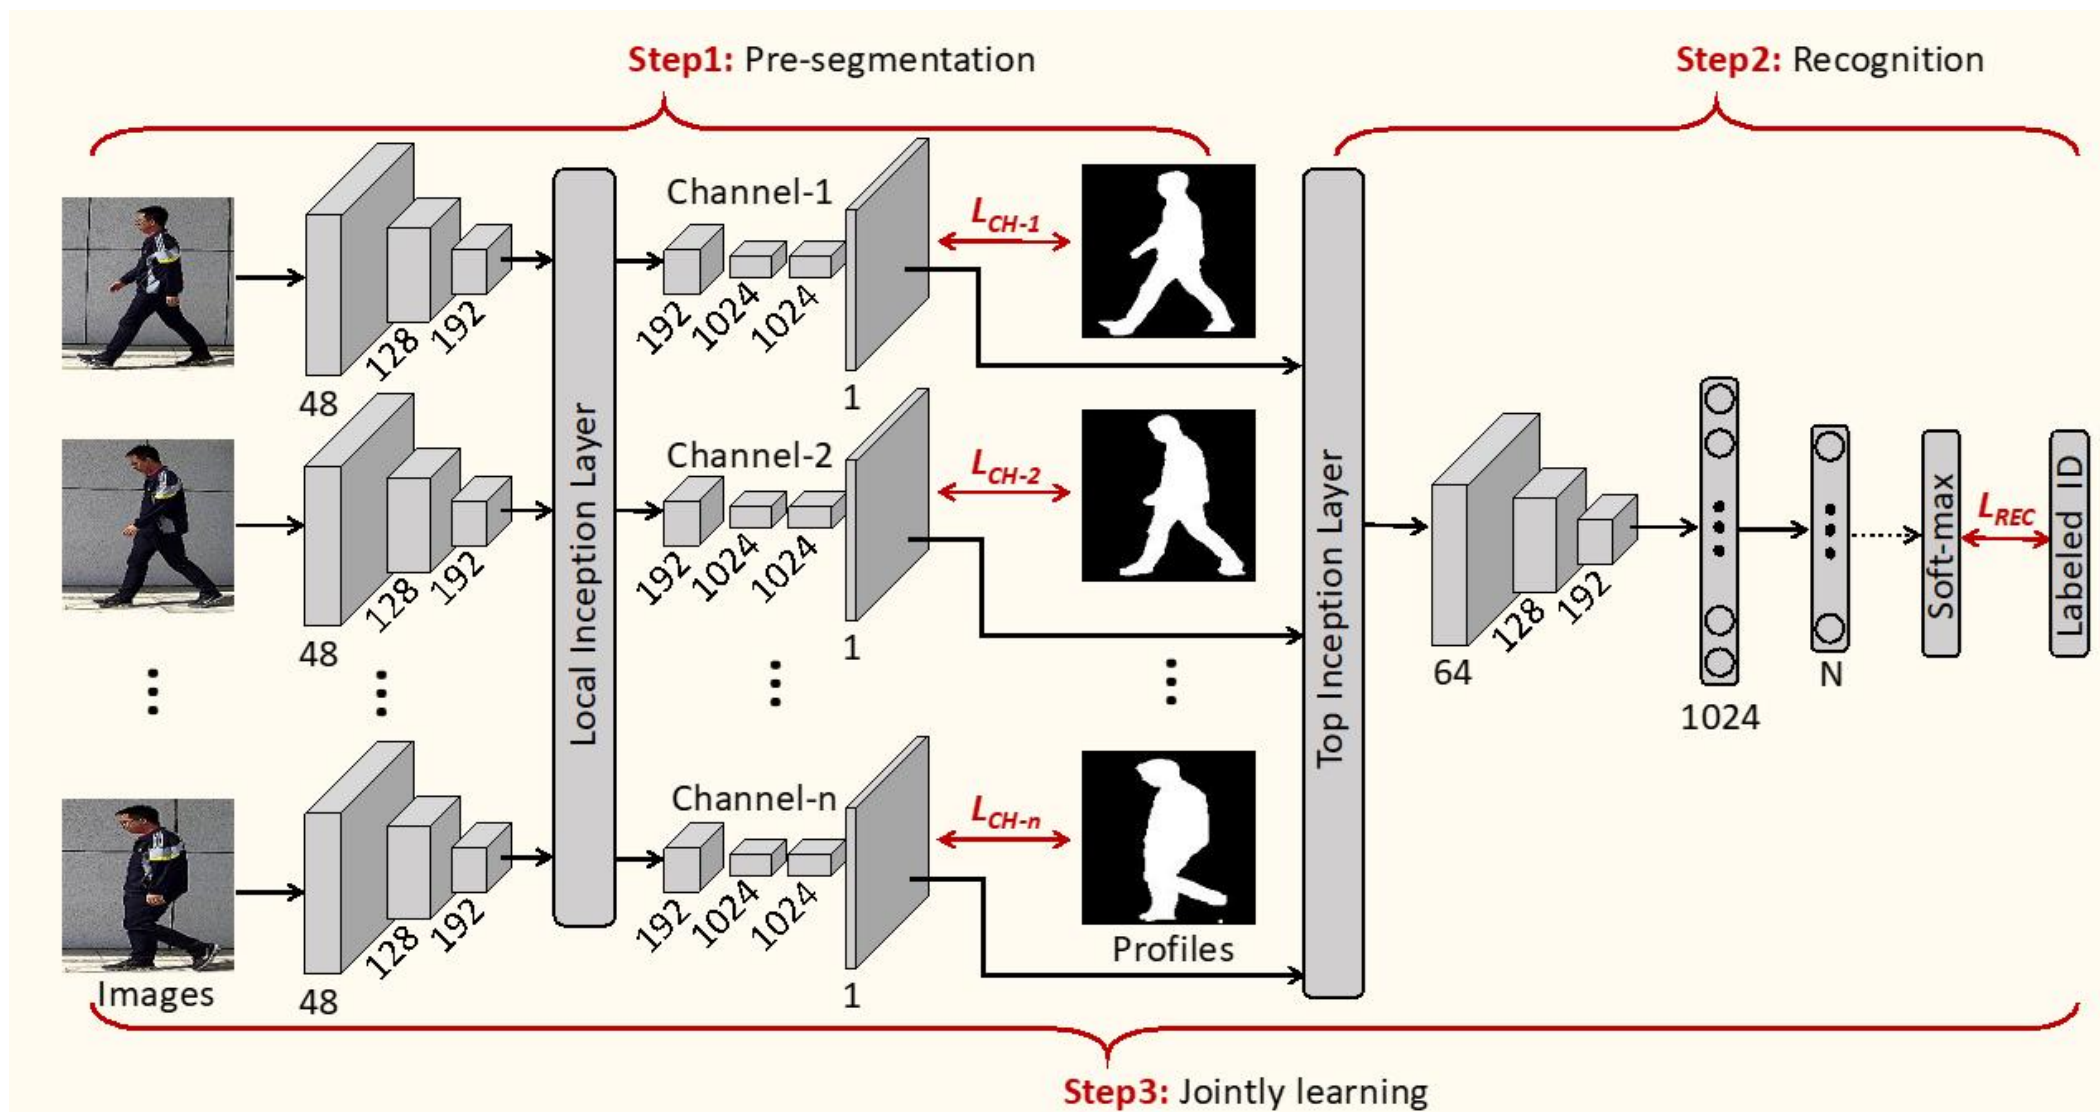 Step1: Pre-segmentation
Step2: Recognition
Channel-1
L_CH-1
48
128
192
192
1024
1024
1
Channel-2
L_CH-2
48
128
192
192
1024
1024
1
Channel-n
L_CH-n
48
128
192
192
1024
1024
1
Images
Local Inception Layer
Profiles
Top Inception Layer
64
128
192
1024
N
Soft-max
L_REC
Labeled ID
Step3: Jointly learning